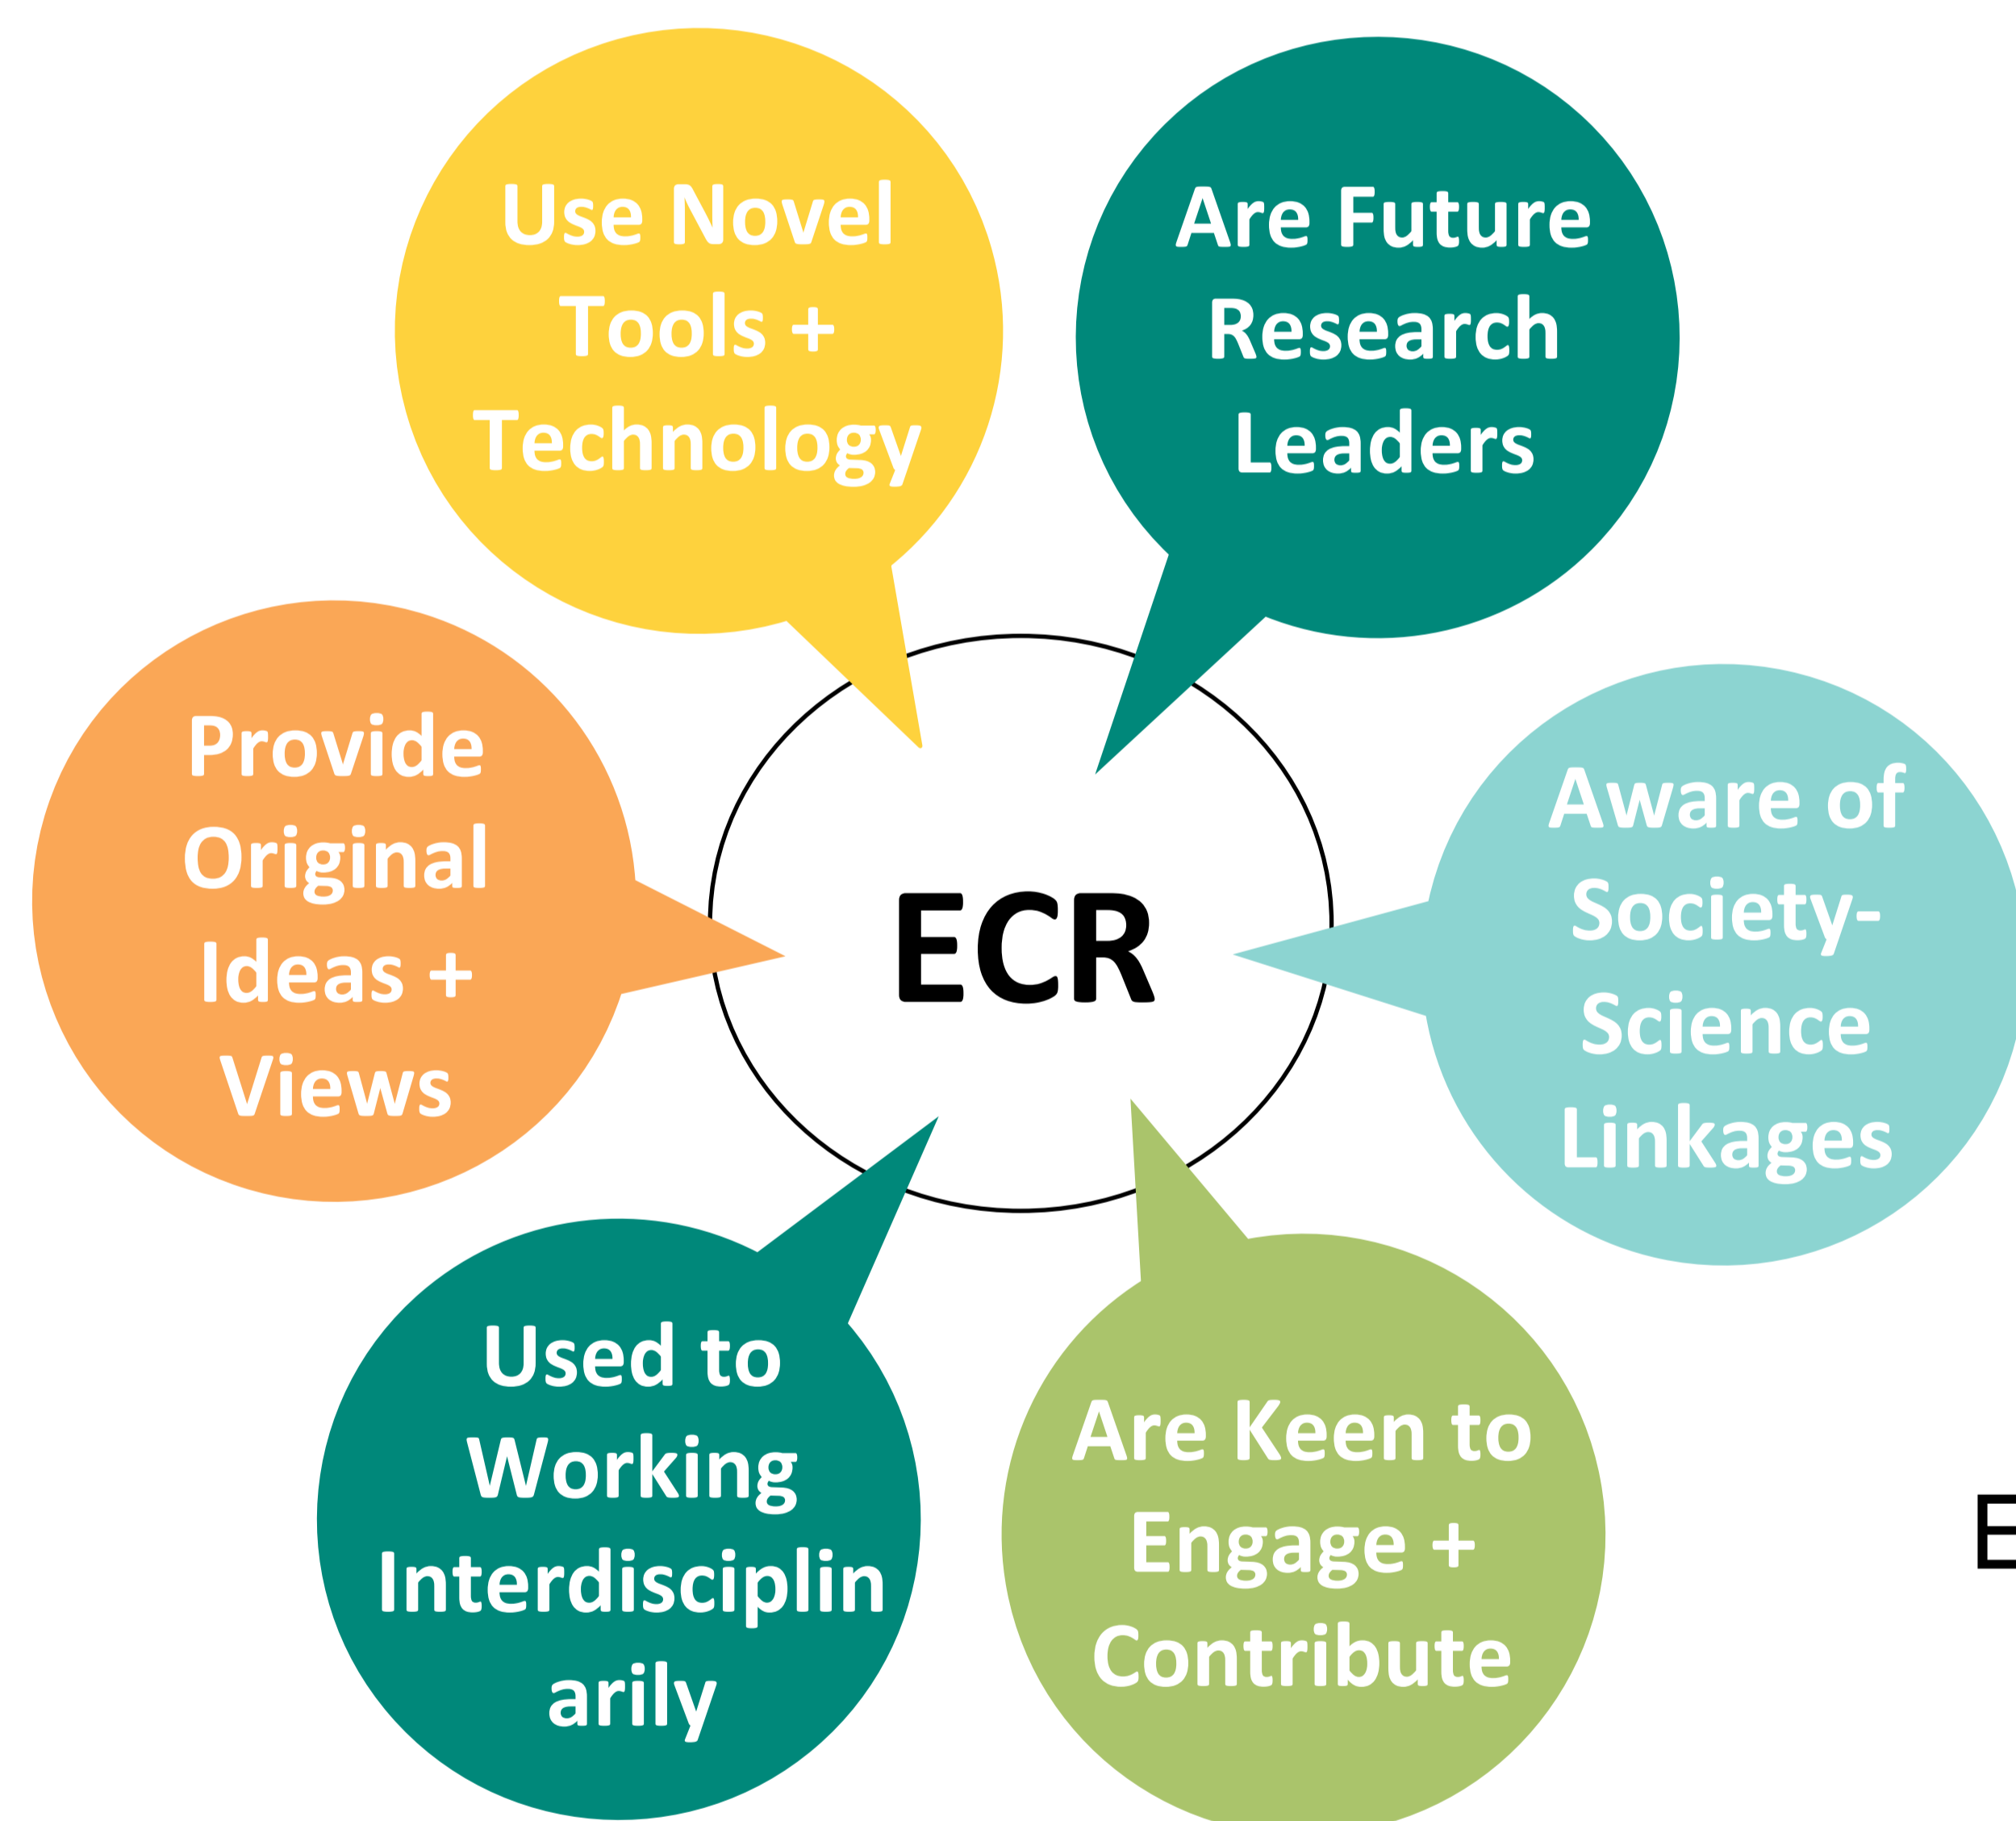 Use Novel
Tools +
Technology
Are Future
Research
Leaders
Provide
Original
Ideas +
Views
ECR
Aware of
Society-
Science
Linkages
Used to
Working
Interdisciplin
arily
Are Keen to
Engage +
Contribute
E